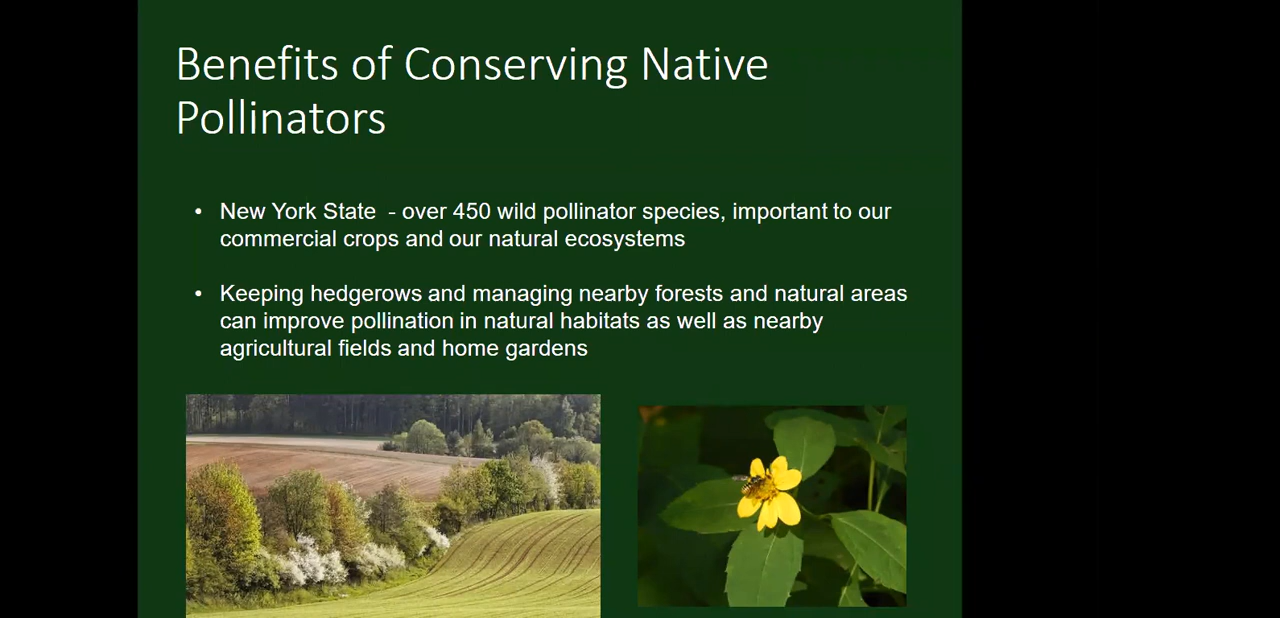 Benefits of Conserving Native
Pollinators
• New York State - over 450 wild pollinator species, important to our
commercial crops and our natural ecosystems
• Keeping hedgerows and managing nearby forests and natural areas
can improve pollination in natural habitats as well as nearby
agricultural fields and home gardens